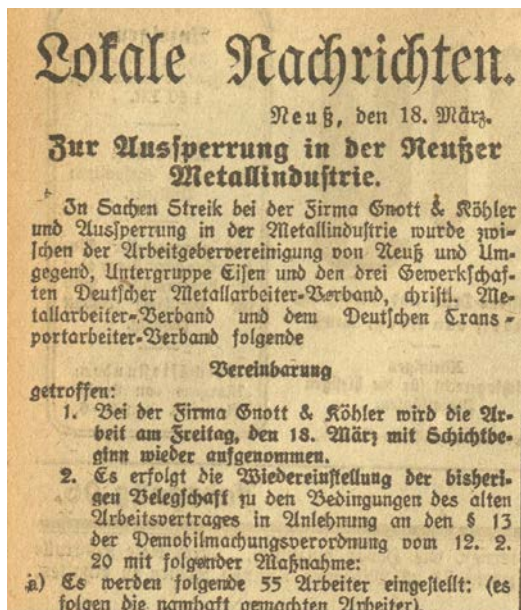 Lokale Nachrichten.
Neuß, den 18. März.
Zur Aussperrung in der Neußer
Metallindustrie.
In Sachen Streik bei der Firma Gnott & Köhler
und Aussperrung in der Metallindustrie wurde zwi-
schen der Arbeitgebervereinigung von Neuß und Um-
gegend, Untergruppe Eisen und den drei Gewerkschaf-
ten Deutscher Metallarbeiter-Verband, christl. Me-
tallarbeiter-Verband und dem Deutschen Trans-
portarbeiter-Verband folgende
Vereinbarung
getroffen:
1. Bei der Firma Gnott & Köhler wird die Ar-
beit am Freitag, den 18. März mit Schichtbe-
ginn wieder aufgenommen.
2. Es erfolgt die Wiedereinstellung der bisheri-
gen Belegschaft zu den Bedingungen des alten
Arbeitsvertrages in Anlehnung an den § 13
der Demobilmachungsverordnung vom 12. 2.
20 mit folgender Maßnahme:
a) Es werden folgende 55 Arbeiter eingestellt: (es
folgen die namhaft gemachten Arbeiter)